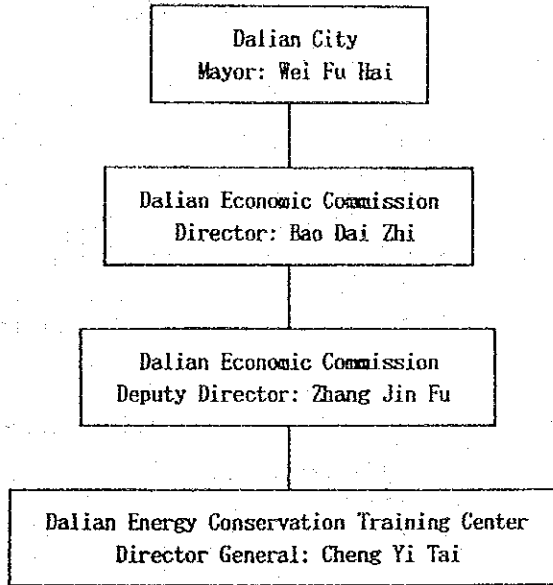 Dalian City
Mayor: Wei Fu Hai
Dalian Economic Commission
Director: Bao Dai Zhi
Dalian Economic Commission
Deputy Director: Zhang Jin Fu
Dalian Energy Conservation Training Center
Director General: Cheng Yi Tai